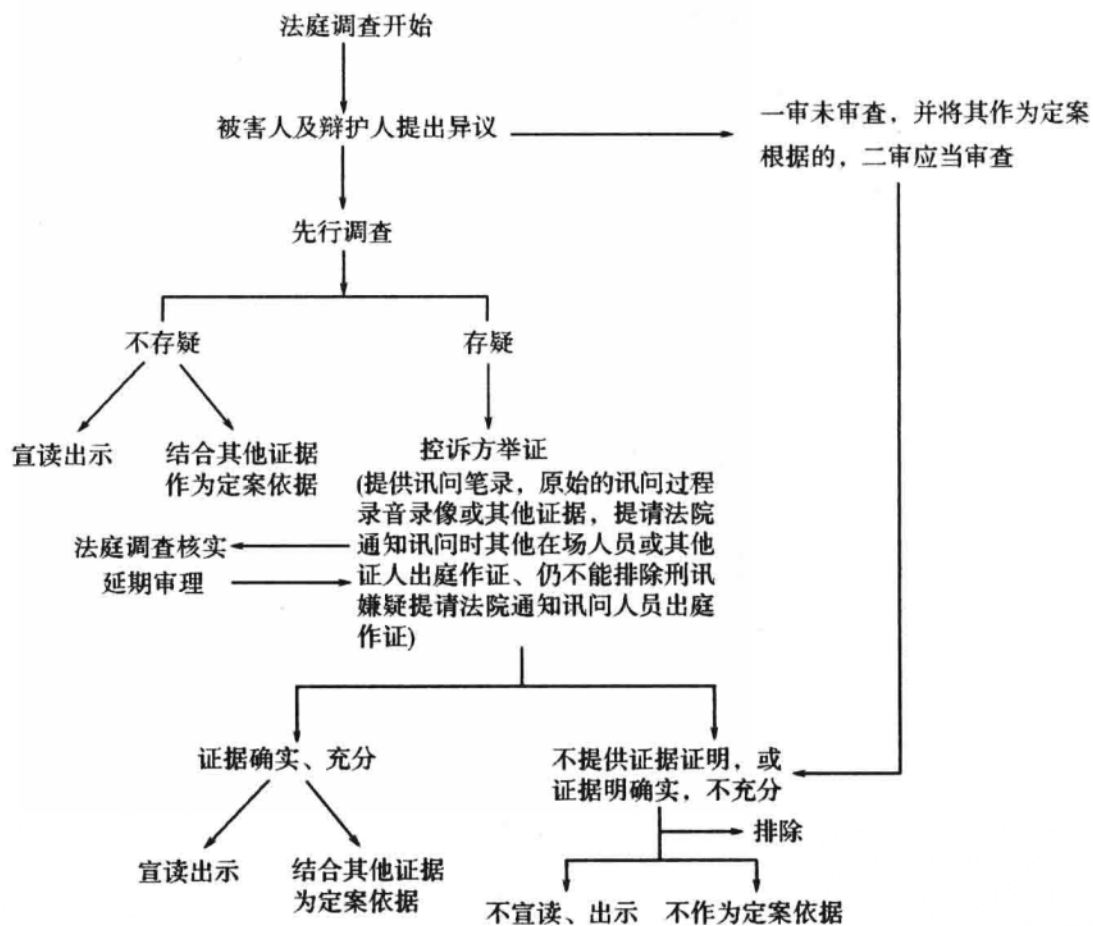 法庭调查开始
被害人及辩护人提出异议
一审未审查，并将其作为定案
根据的，二审应当审查
先行调查
不存疑
存疑
宣读出示
结合其他证据
作为定案依据
控诉方举证
(提供讯问笔录，原始的讯问过程
录音录像或其他证据，提请法院
通知讯问时其他在场人员或其他
证人出庭作证、仍不能排除刑讯
嫌疑提请法院通知讯问人员出庭
作证)
法庭调查核实
延期审理
证据确实、充分
不提供证据证明，或
证据明确实，不充分
宣读出示
结合其他证据
为定案依据
排除
不宣读、出示
不作为定案依据